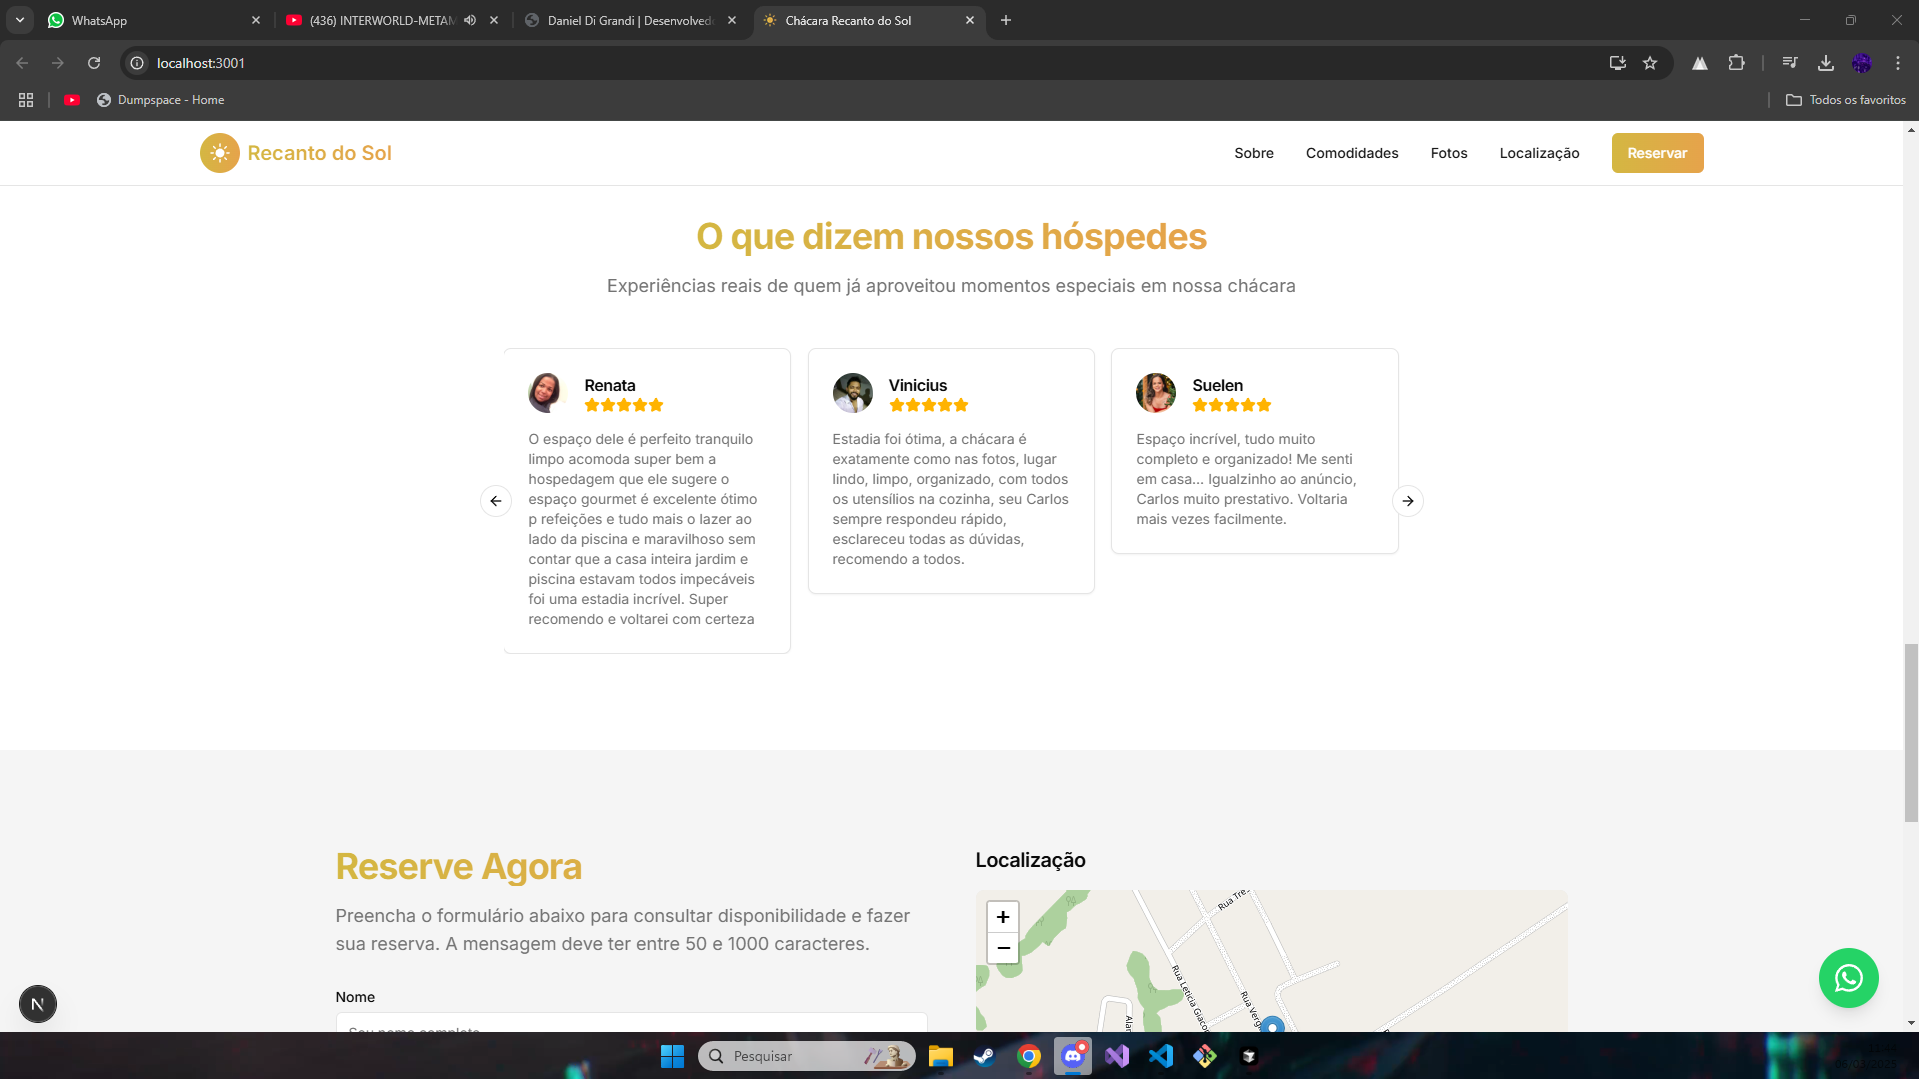 WhatsApp
(436) INTERWORLD-METAM
Daniel Di Grandi | Desenvolved
Chácara Recanto do Sol
localhost:3001
Dumpspace - Home
Todos os favoritos
Recanto do Sol
Sobre
Comodidades
Fotos
Localização
Reservar
O que dizem nossos hóspedes
Experiências reais de quem já aproveitou momentos especiais em nossa chácara
Renata
O espaço dele é perfeito tranquilo
limpo acomoda super bem a
hospedagem que ele sugere o
espaço gourmet é excelente ótimo
p refeições e tudo mais o lazer ao
lado da piscina e maravilhoso sem
contar que a casa inteira jardim e
piscina estavam todos impecáveis
foi uma estadia incrível. Super
recomendo e voltarei com certeza
Vinicius
Estadia foi ótima, a chácara é
exatamente como nas fotos, lugar
lindo, limpo, organizado, com todos
os utensílios na cozinha, seu Carlos
sempre respondeu rápido,
esclareceu todas as dúvidas,
recomendo a todos.
Suelen
Espaço incrível, tudo muito
completo e organizado! Me senti
em casa... Igualzinho ao anúncio,
Carlos muito prestativo. Voltaria
mais vezes facilmente.
Reserve Agora
Preencha o formulário abaixo para consultar disponibilidade e fazer
sua reserva. A mensagem deve ter entre 50 e 1000 caracteres.
Nome
Seu nome completo
Localização
+
−
Rua Tre
Rua Leticia Giaco
Rua Verg
Alar
N
Pesquisar